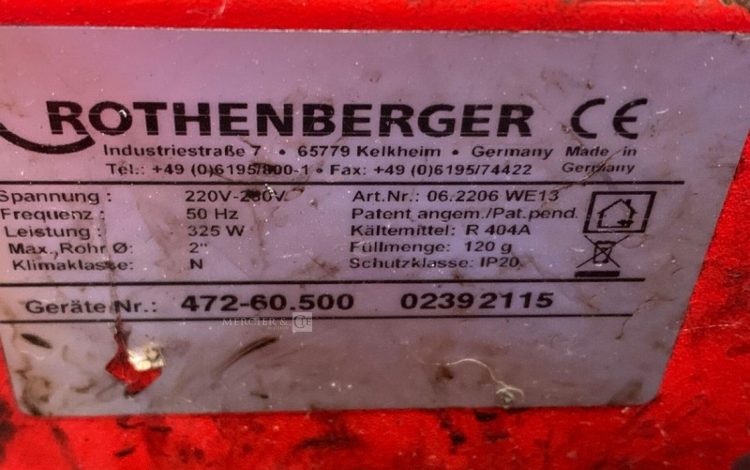 ROTHENBERGER CE
Industriestraße 7 • 65779 Kelkheim • Germany Made in
Tel.: +49 (0)6195/800-1 • Fax: +49 (0)6195/74422 Germany
Spannung : 220V-230V Art.Nr.: 06.2206 WE13
Frequenz : 50 Hz Patent angem./Pat.pend.
Leistung : 325 W Kältemittel: R 404A
Max. Rohr Ø: 2" Füllmenge: 120 g
Klimaklasse: N Schutzklasse: IP20
Geräte Nr.: 472-60.500 02392115
MERCIER & CIE